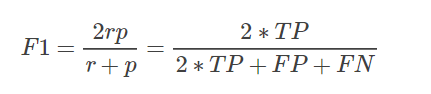 F1 = 2rp / r + p = 2 * TP / 2 * TP + FP + FN